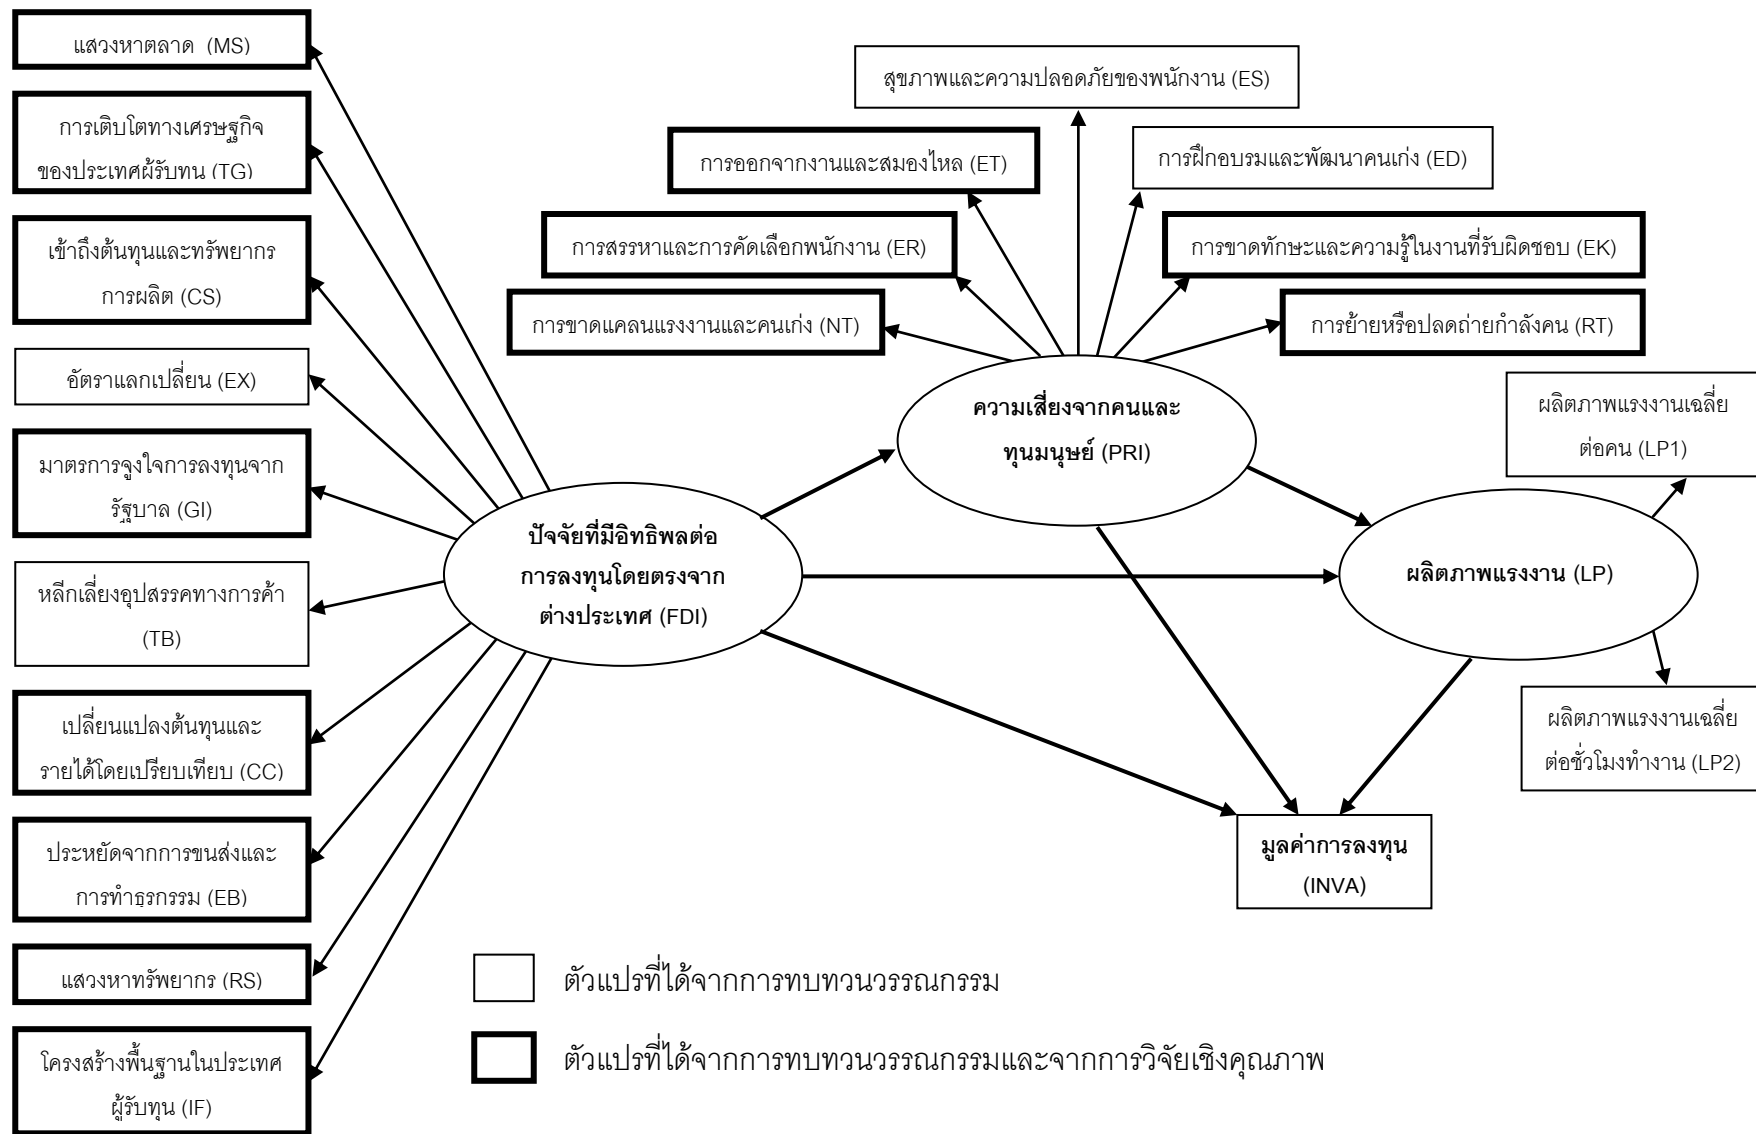 แสวงหาตลาด (MS)
การเติบโตทางเศรษฐกิจ
ของประเทศผู้รับทุน (TG)
เข้าถึงต้นทุนและทรัพยากร
การผลิต (CS)
อัตราแลกเปลี่ยน (EX)
มาตรการจูงใจการลงทุนจาก
รัฐบาล (GI)
หลีกเลี่ยงอุปสรรคทางการค้า
(TB)
เปลี่ยนแปลงต้นทุนและ
รายได้โดยเปรียบเทียบ (CC)
ประหยัดจากการขนส่งและ
การทำธุรกรรม (EB)
แสวงหาทรัพยากร (RS)
โครงสร้างพื้นฐานในประเทศ
ผู้รับทุน (IF)
ปัจจัยที่มีอิทธิพลต่อ
การลงทุนโดยตรงจาก
ต่างประเทศ (FDI)
สุขภาพและความปลอดภัยของพนักงาน (ES)
การออกจากงานและสมองไหล (ET)
การฝึกอบรมและพัฒนาคนเก่ง (ED)
การสรรหาและการคัดเลือกพนักงาน (ER)
การขาดทักษะและความรู้ในงานที่รับผิดชอบ (EK)
การขาดแคลนแรงงานและคนเก่ง (NT)
การย้ายหรือปลดถ่ายกำลังคน (RT)
ความเสี่ยงจากคนและ
ทุนมนุษย์ (PRI)
ผลิตภาพแรงงานเฉลี่ย
ต่อคน (LP1)
ผลิตภาพแรงงาน (LP)
ผลิตภาพแรงงานเฉลี่ย
ต่อชั่วโมงทำงาน (LP2)
มูลค่าการลงทุน
(INVA)
ตัวแปรที่ได้จากการทบทวนวรรณกรรม
ตัวแปรที่ได้จากการทบทวนวรรณกรรมและจากการวิจัยเชิงคุณภาพ